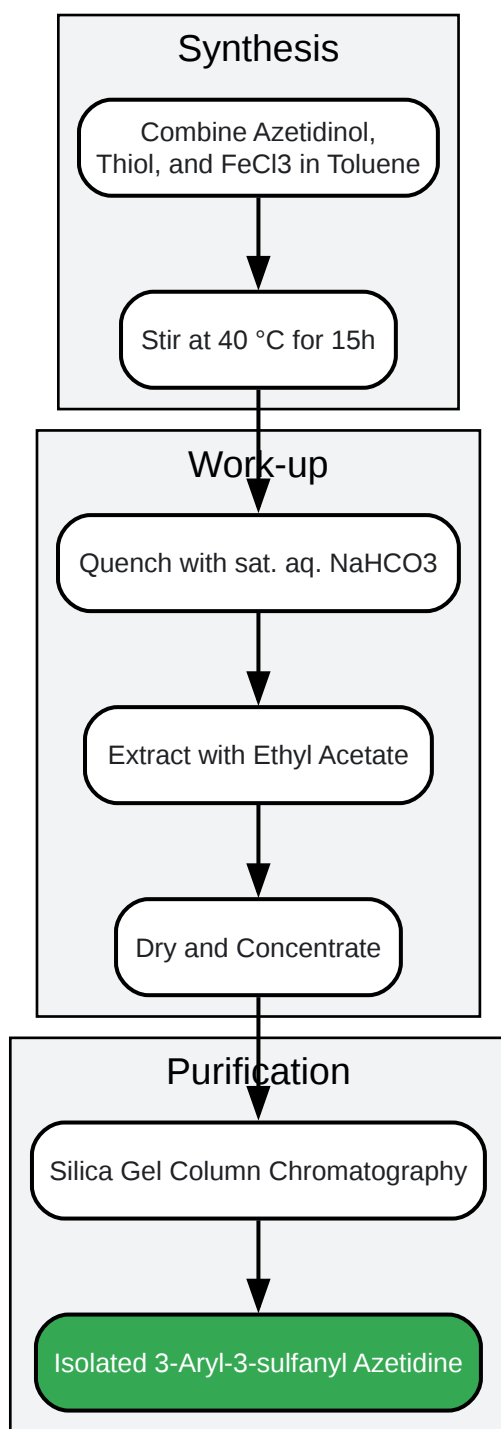 Synthesis
Combine Azetidinol,
Thiol, and FeCl3 in Toluene
Stir at 40 °C for 15h
Work-up
Quench with sat. aq. NaHCO3
Extract with Ethyl Acetate
Dry and Concentrate
Purification
Silica Gel Column Chromatography
Isolated 3-Aryl-3-sulfanyl Azetidine